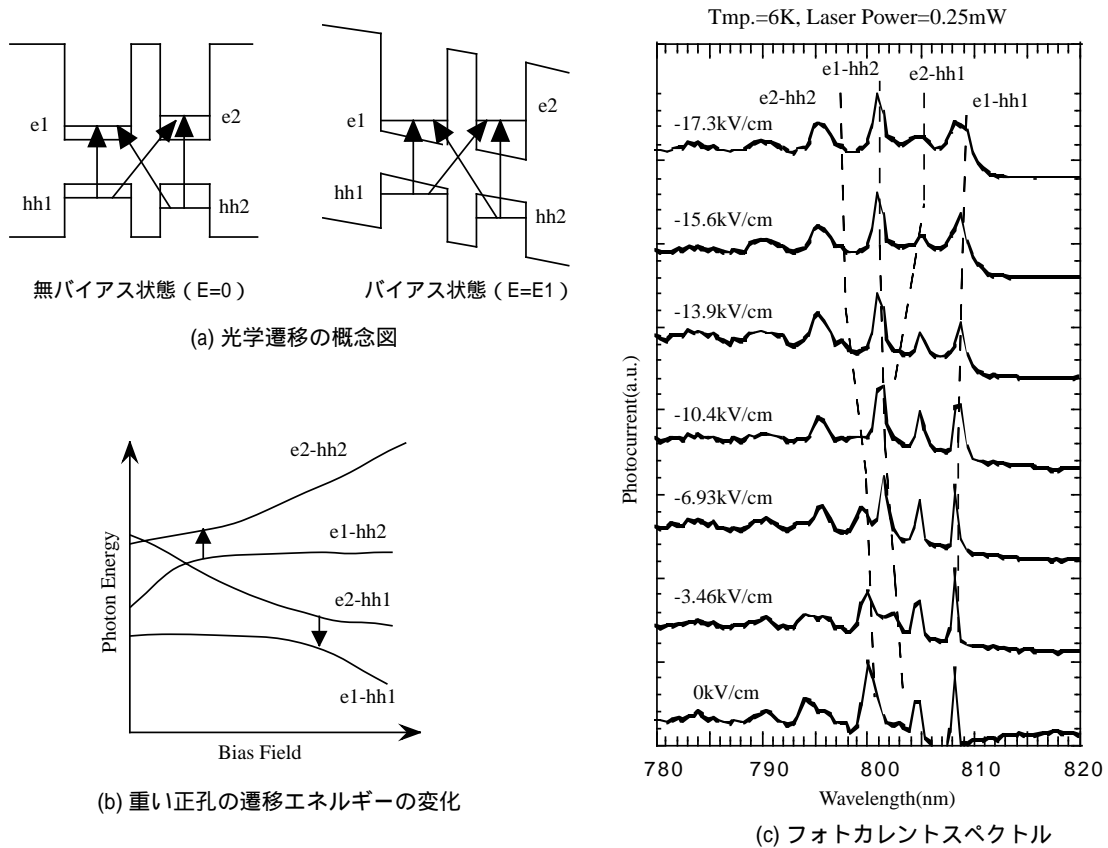 e1
e2
hh1
hh2
無バイアス状態（E=0）
e1
e2
hh1
hh2
バイアス状態（E=E1）
(a) 光学遷移の概念図
Photon Energy
e2-hh2
e1-hh2
e2-hh1
e1-hh1
Bias Field
(b) 重い正孔の遷移エネルギーの変化
Tmp.=6K, Laser Power=0.25mW
e1-hh2
e2-hh1
e2-hh2
e1-hh1
-17.3kV/cm
-15.6kV/cm
-13.9kV/cm
-10.4kV/cm
-6.93kV/cm
-3.46kV/cm
0kV/cm
Photocurrent(a.u.)
780 790 800 810 820
Wavelength(nm)
(c) フォトカレントスペクトル